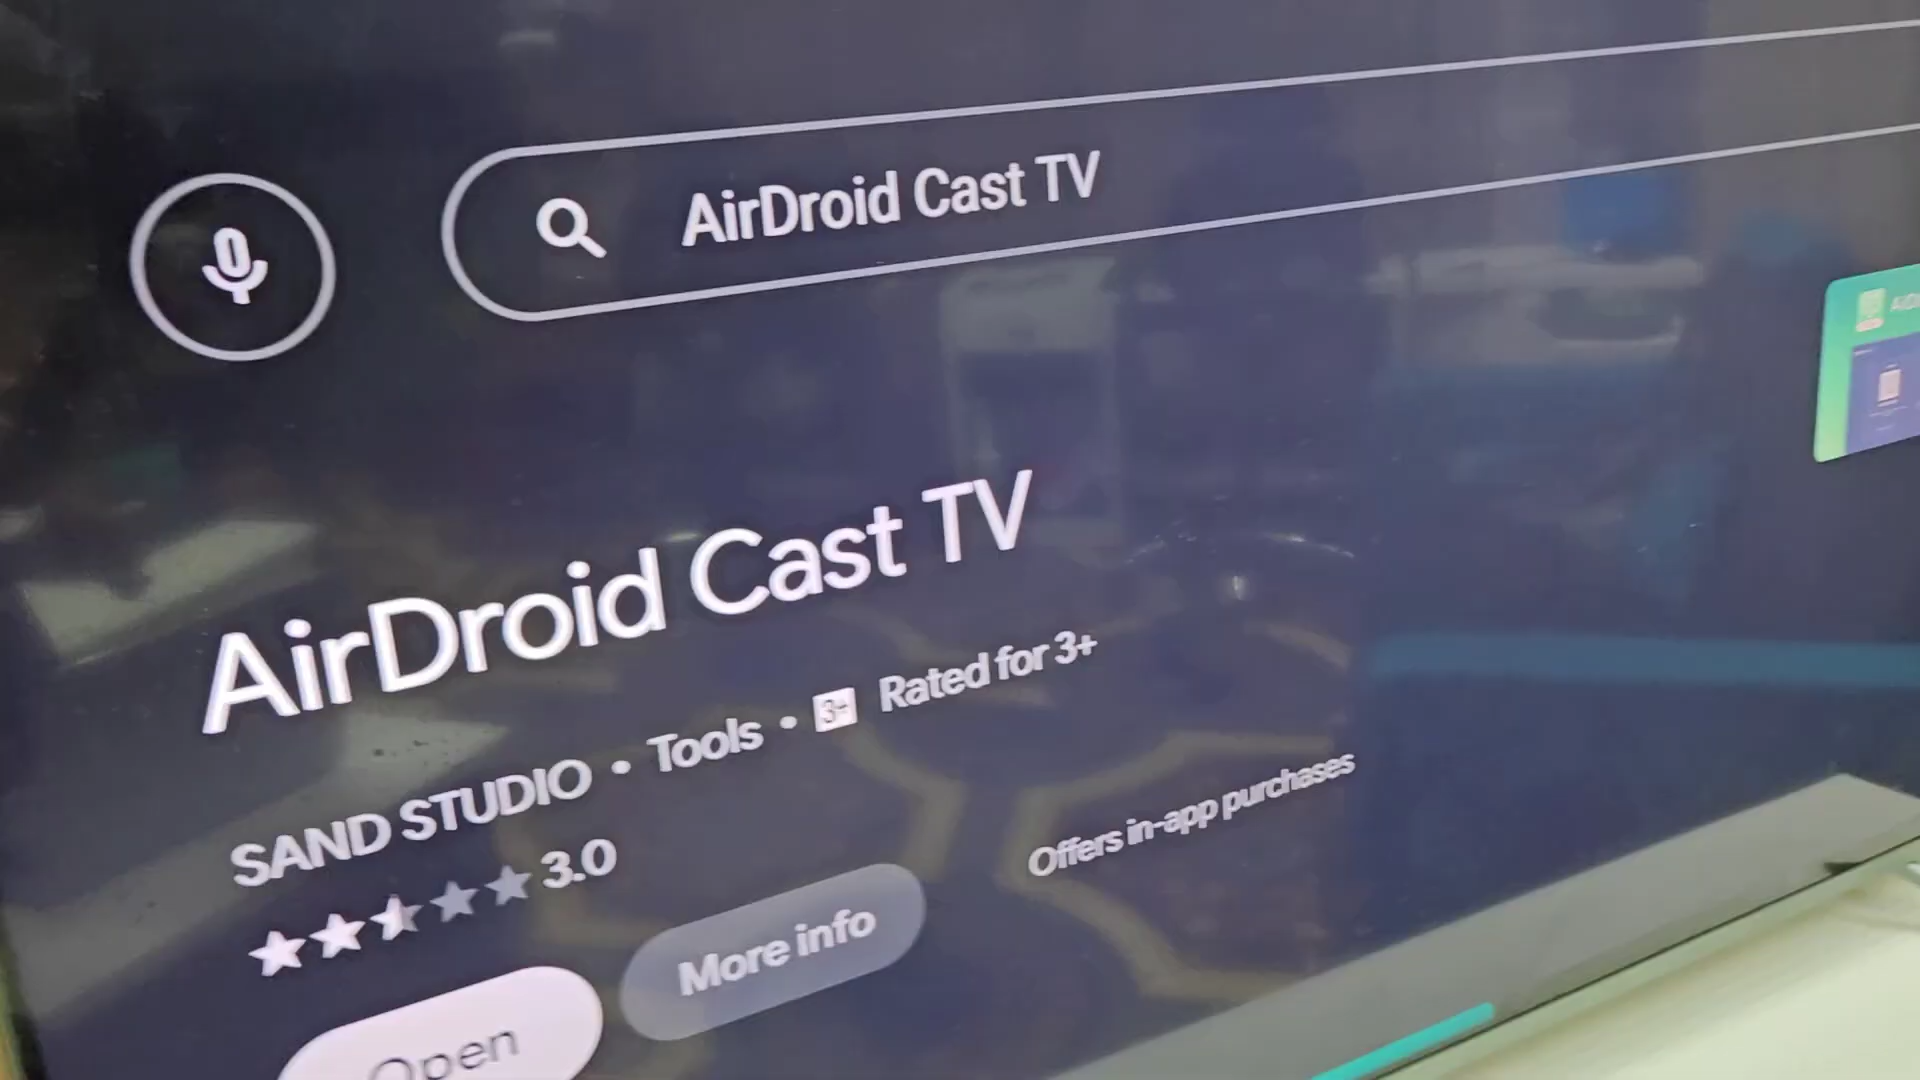 AirDroid Cast TV
AirDroid Cast TV
SAND STUDIO • Tools • 3+ Rated for 3+
3.0
Offers in-app purchases
More info
Open